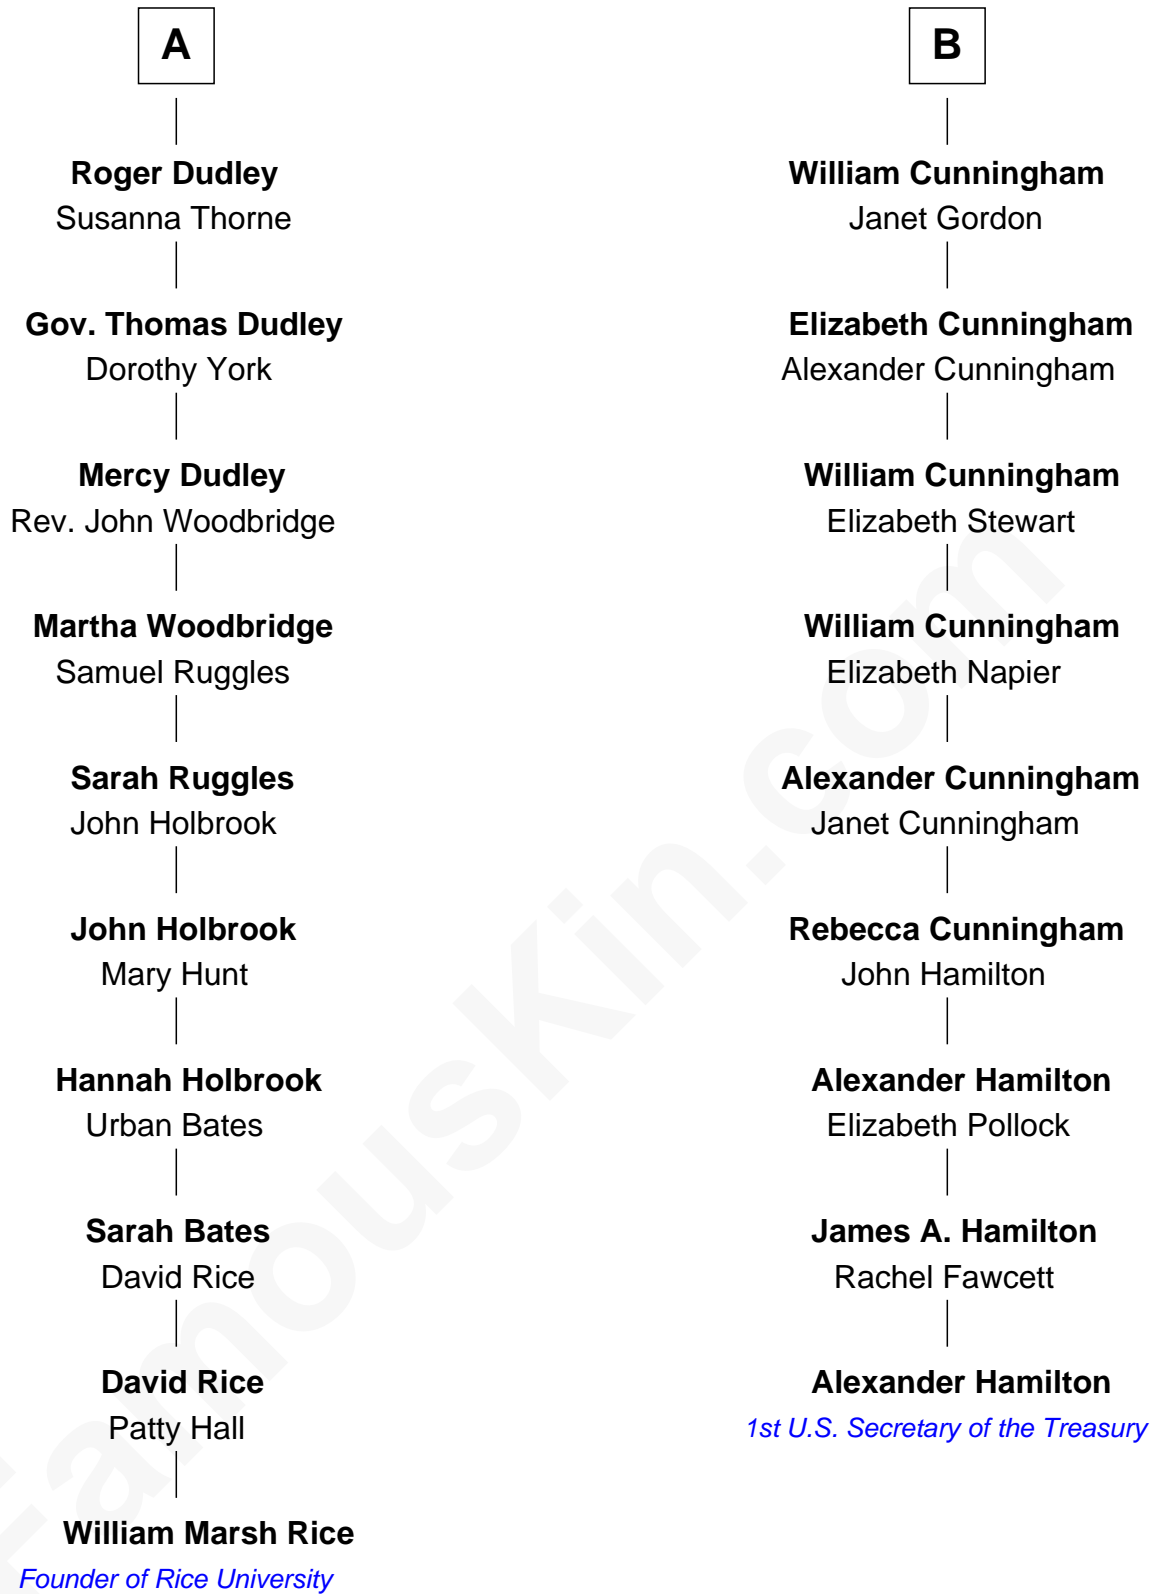 A
Roger Dudley
Susanna Thorne
Gov. Thomas Dudley
Dorothy York
Mercy Dudley
Rev. John Woodbridge
Martha Woodbridge
Samuel Ruggles
Sarah Ruggles
John Holbrook
John Holbrook
Mary Hunt
Hannah Holbrook
Urban Bates
Sarah Bates
David Rice
David Rice
Patty Hall
William Marsh Rice
Founder of Rice University
B
William Cunningham
Janet Gordon
Elizabeth Cunningham
Alexander Cunningham
William Cunningham
Elizabeth Stewart
William Cunningham
Elizabeth Napier
Alexander Cunningham
Janet Cunningham
Rebecca Cunningham
John Hamilton
Alexander Hamilton
Elizabeth Pollock
James A. Hamilton
Rachel Fawcett
Alexander Hamilton
1st U.S. Secretary of the Treasury
FamousKin.com